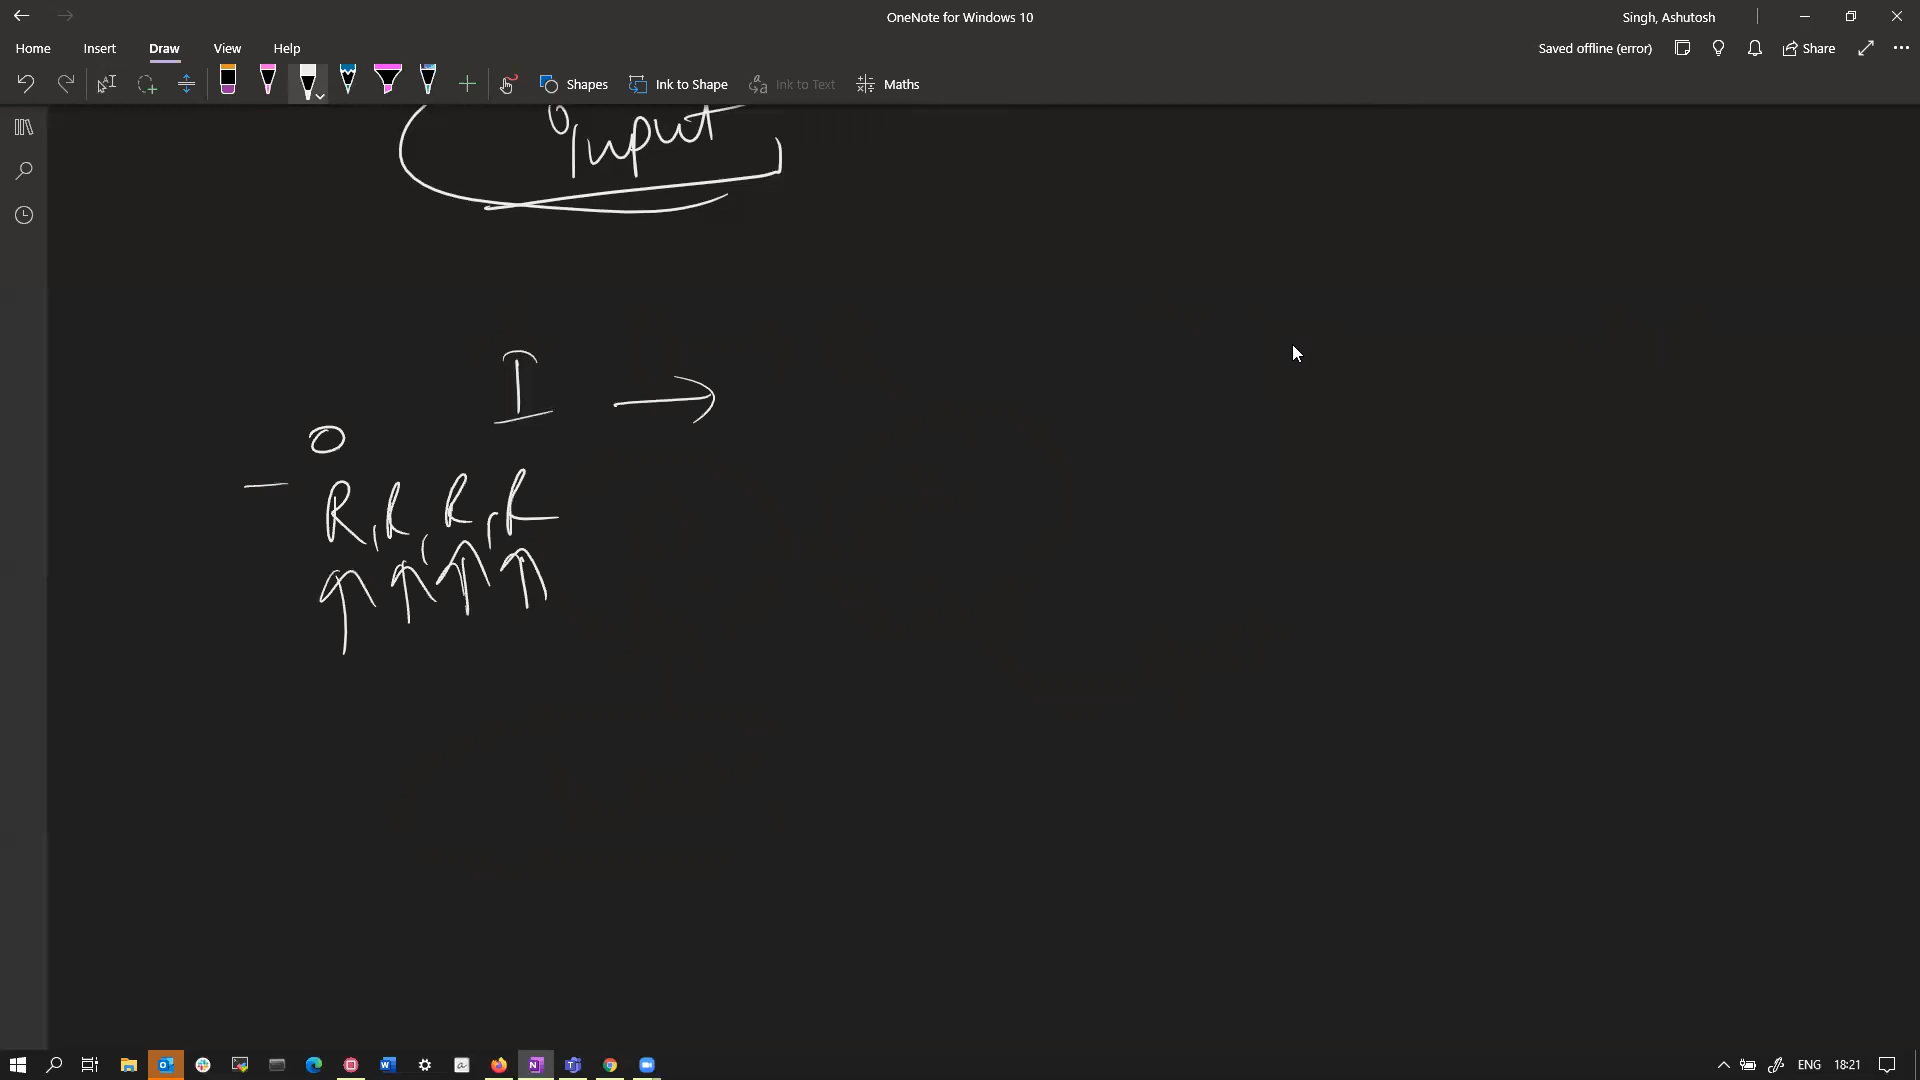 OneNote for Windows 10
Singh, Ashutosh
Home Insert Draw View Help
Saved offline (error) Share
Shapes Ink to Shape Ink to Text Maths
Input
I →
O
— R, R, R, R
↑ ↑ ↑ ↑
ENG 18:21